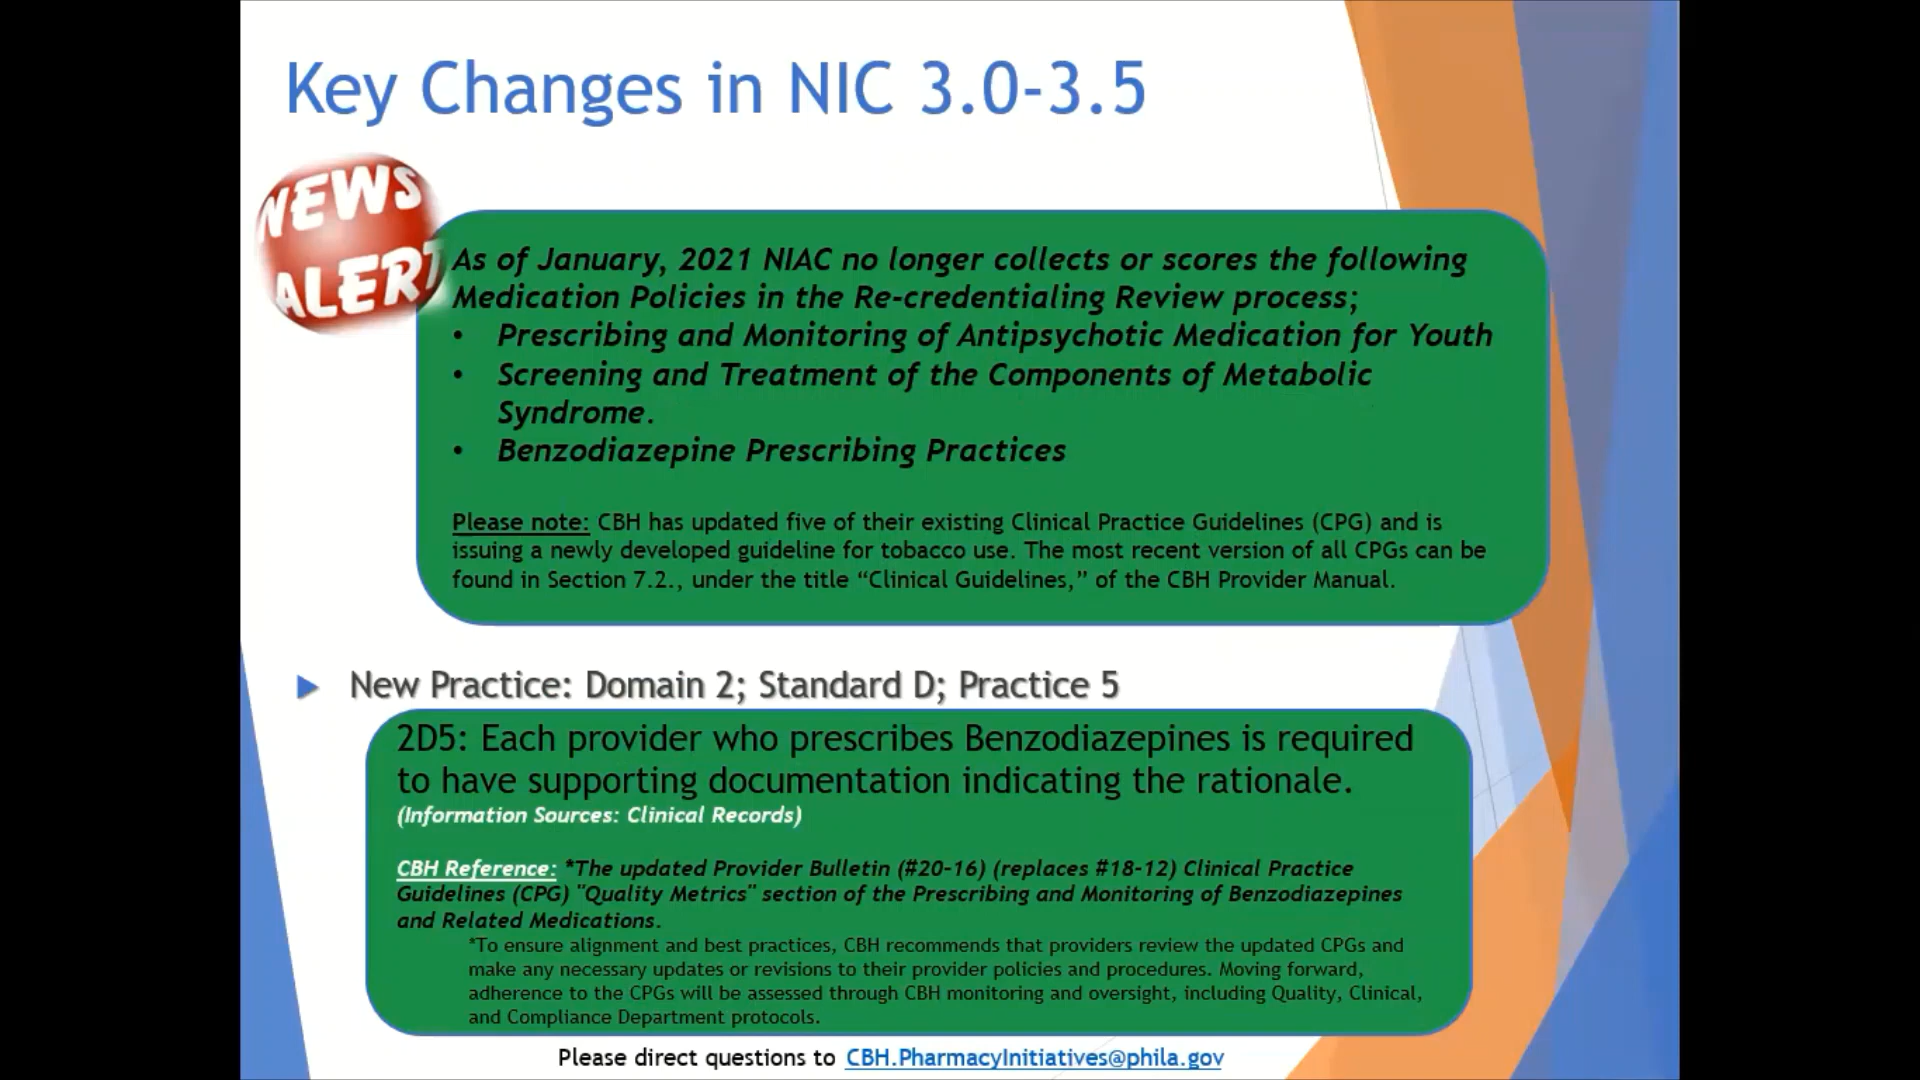 Key Changes in NIC 3.0-3.5
NEWS
ALERT
As of January, 2021 NIAC no longer collects or scores the following
Medication Policies in the Re-credentialing Review process;
• Prescribing and Monitoring of Antipsychotic Medication for Youth
• Screening and Treatment of the Components of Metabolic
Syndrome.
• Benzodiazepine Prescribing Practices
Please note: CBH has updated five of their existing Clinical Practice Guidelines (CPG) and is
issuing a newly developed guideline for tobacco use. The most recent version of all CPGs can be
found in Section 7.2., under the title “Clinical Guidelines,” of the CBH Provider Manual.
New Practice: Domain 2; Standard D; Practice 5
2D5: Each provider who prescribes Benzodiazepines is required
to have supporting documentation indicating the rationale.
(Information Sources: Clinical Records)
CBH Reference: *The updated Provider Bulletin (#20-16) (replaces #18-12) Clinical Practice
Guidelines (CPG) "Quality Metrics" section of the Prescribing and Monitoring of Benzodiazepines
and Related Medications.
*To ensure alignment and best practices, CBH recommends that providers review the updated CPGs and
make any necessary updates or revisions to their provider policies and procedures. Moving forward,
adherence to the CPGs will be assessed through CBH monitoring and oversight, including Quality, Clinical,
and Compliance Department protocols.
Please direct questions to CBH.PharmacyInitiatives@phila.gov